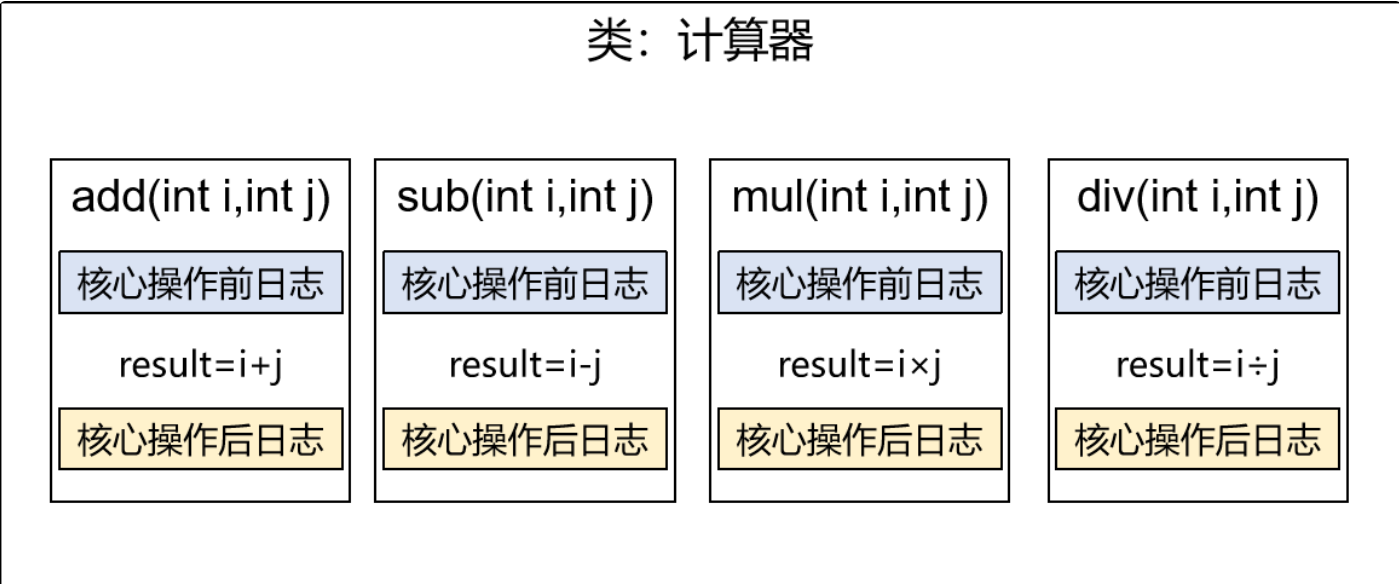 类：计算器
add(int i,int j)
核心操作前日志
result=i+j
核心操作后日志
sub(int i,int j)
核心操作前日志
result=i-j
核心操作后日志
mul(int i,int j)
核心操作前日志
result=i×j
核心操作后日志
div(int i,int j)
核心操作前日志
result=i÷j
核心操作后日志